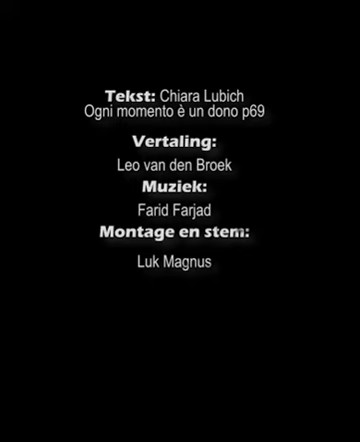 Tekst: Chiara Lubich
Ogni momento è un dono p69
Vertaling:
Leo van den Broek
Muziek:
Farid Farjad
Montage en stem:
Luk Magnus